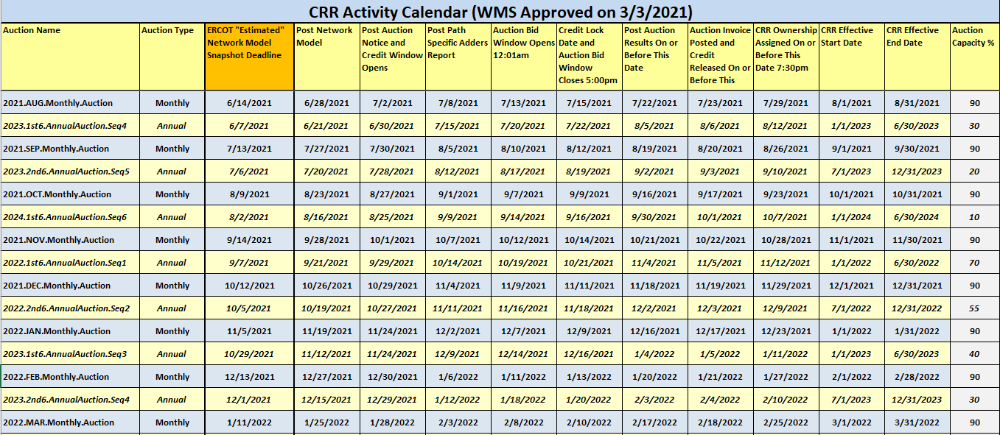 CRR Activity Calendar (WMS Approved on 3/3/2021)
Auction Name Auction Type ERCOT "Estimated" Network Model Snapshot Deadline Post Network Model Post Auction Notice and Credit Window Opens Post Path Specific Adders Report Auction Bid Window Opens 12:01am Credit Lock Date and Auction Bid Window Closes 5:00pm Post Auction Results On or Before This Date Auction Invoice Posted and Credit Released On or Before This CRR Ownership Assigned On or Before This Date 7:30pm CRR Effective Start Date CRR Effective End Date Auction Capacity %
2021.AUG.Monthly.Auction Monthly 6/14/2021 6/28/2021 7/2/2021 7/8/2021 7/13/2021 7/15/2021 7/22/2021 7/23/2021 7/29/2021 8/1/2021 8/31/2021 90
2023.1st6.AnnualAuction.Seq4 Annual 6/7/2021 6/21/2021 6/30/2021 7/15/2021 7/20/2021 7/22/2021 8/5/2021 8/6/2021 8/12/2021 1/1/2023 6/30/2023 30
2021.SEP.Monthly.Auction Monthly 7/13/2021 7/27/2021 7/30/2021 8/5/2021 8/10/2021 8/12/2021 8/19/2021 8/20/2021 8/26/2021 9/1/2021 9/30/2021 90
2023.2nd6.AnnualAuction.Seq5 Annual 7/6/2021 7/20/2021 7/28/2021 8/12/2021 8/17/2021 8/19/2021 9/2/2021 9/3/2021 9/10/2021 7/1/2023 12/31/2023 20
2021.OCT.Monthly.Auction Monthly 8/9/2021 8/23/2021 8/27/2021 9/1/2021 9/7/2021 9/9/2021 9/16/2021 9/17/2021 9/23/2021 10/1/2021 10/31/2021 90
2024.1st6.AnnualAuction.Seq6 Annual 8/2/2021 8/16/2021 8/25/2021 9/9/2021 9/14/2021 9/16/2021 9/30/2021 10/1/2021 10/7/2021 1/1/2024 6/30/2024 10
2021.NOV.Monthly.Auction Monthly 9/14/2021 9/28/2021 10/1/2021 10/7/2021 10/12/2021 10/14/2021 10/21/2021 10/22/2021 10/28/2021 11/1/2021 11/30/2021 90
2022.1st6.AnnualAuction.Seq1 Annual 9/7/2021 9/21/2021 9/29/2021 10/14/2021 10/19/2021 10/21/2021 11/4/2021 11/5/2021 11/12/2021 1/1/2022 6/30/2022 70
2021.DEC.Monthly.Auction Monthly 10/12/2021 10/26/2021 10/29/2021 11/4/2021 11/9/2021 11/11/2021 11/18/2021 11/19/2021 11/29/2021 12/1/2021 12/31/2021 90
2022.2nd6.AnnualAuction.Seq2 Annual 10/5/2021 10/19/2021 10/27/2021 11/11/2021 11/16/2021 11/18/2021 12/2/2021 12/3/2021 12/9/2021 7/1/2022 12/31/2022 55
2022.JAN.Monthly.Auction Monthly 11/5/2021 11/19/2021 11/24/2021 12/2/2021 12/7/2021 12/9/2021 12/16/2021 12/17/2021 12/23/2021 1/1/2022 1/31/2022 90
2023.1st6.AnnualAuction.Seq3 Annual 10/29/2021 11/12/2021 11/24/2021 12/9/2021 12/14/2021 12/16/2021 1/4/2022 1/5/2022 1/11/2022 1/1/2023 6/30/2023 40
2022.FEB.Monthly.Auction Monthly 12/13/2021 12/27/2021 12/30/2021 1/6/2022 1/11/2022 1/13/2022 1/20/2022 1/21/2022 1/27/2022 2/1/2022 2/28/2022 90
2023.2nd6.AnnualAuction.Seq4 Annual 12/1/2021 12/15/2021 12/29/2021 1/12/2022 1/18/2022 1/20/2022 2/3/2022 2/4/2022 2/10/2022 7/1/2023 12/31/2023 30
2022.MAR.Monthly.Auction Monthly 1/11/2022 1/25/2022 1/28/2022 2/3/2022 2/8/2022 2/10/2022 2/17/2022 2/18/2022 2/25/2022 3/1/2022 3/31/2022 90